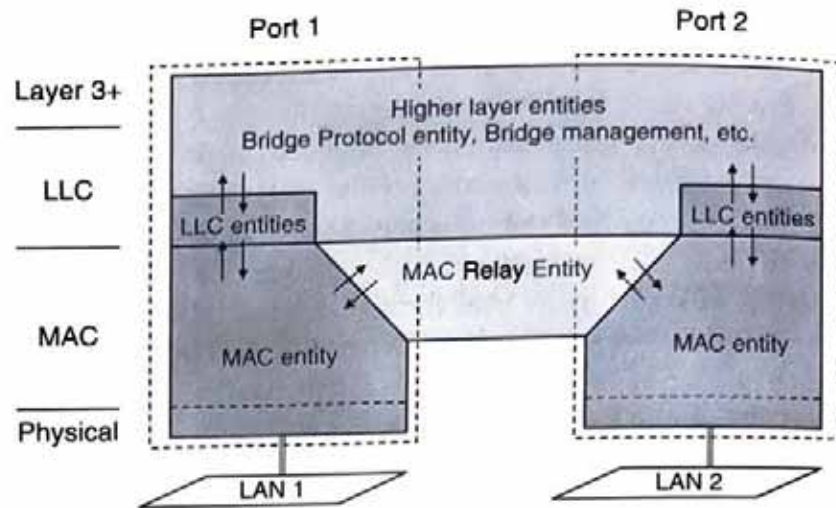 Port 1
Port 2
Layer 3+
Higher layer entities
Bridge Protocol entity, Bridge management, etc.
LLC
LLC entities
LLC entities
MAC Relay Entity
MAC
MAC entity
MAC entity
Physical
LAN 1
LAN 2